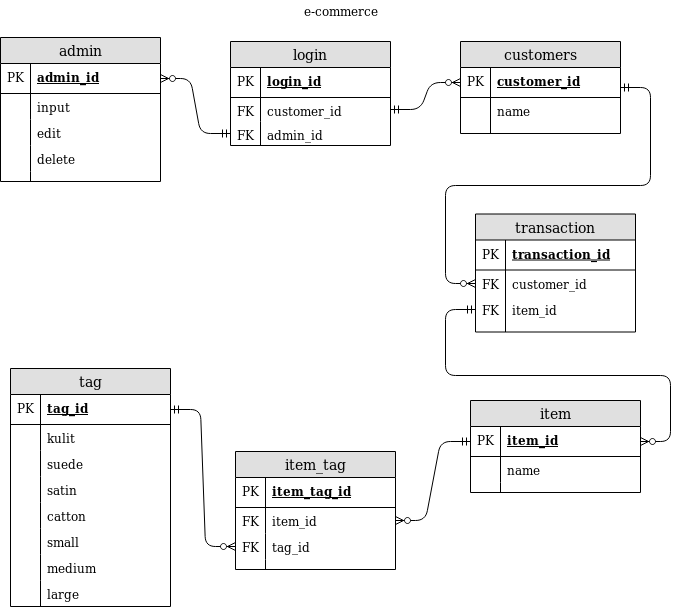 e-commerce
admin
PK admin_id
input
edit
delete
login
PK login_id
FK customer_id
FK admin_id
customers
PK customer_id
name
transaction
PK transaction_id
FK customer_id
FK item_id
tag
PK tag_id
kulit
suede
satin
catton
small
medium
large
item_tag
PK item_tag_id
FK item_id
FK tag_id
item
PK item_id
name